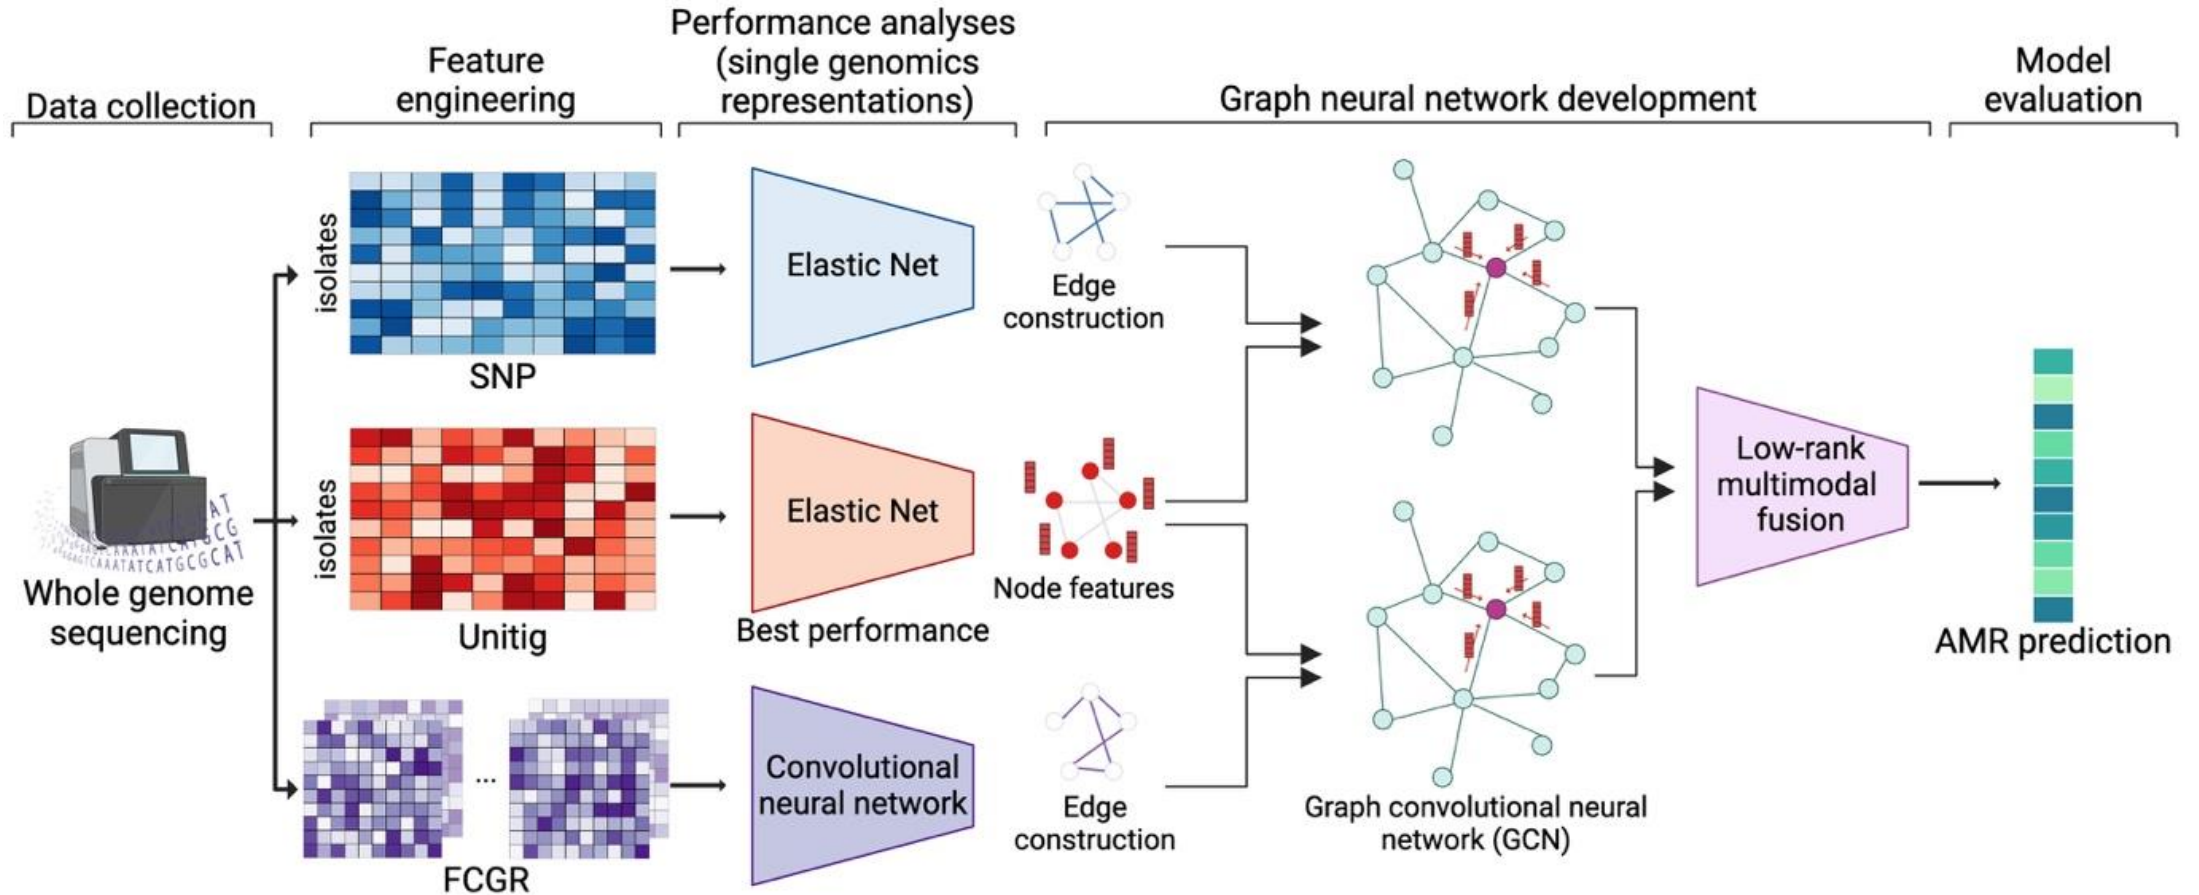 Data collection
Feature
engineering
Performance analyses
(single genomics
representations)
Graph neural network development
Model
evaluation
isolates
SNP
Elastic Net
Edge
construction
isolates
Unitig
Elastic Net
Best performance
Node features
Whole genome
sequencing
...
FCGR
Convolutional
neural network
Edge
construction
Graph convolutional neural
network (GCN)
Low-rank
multimodal
fusion
AMR prediction